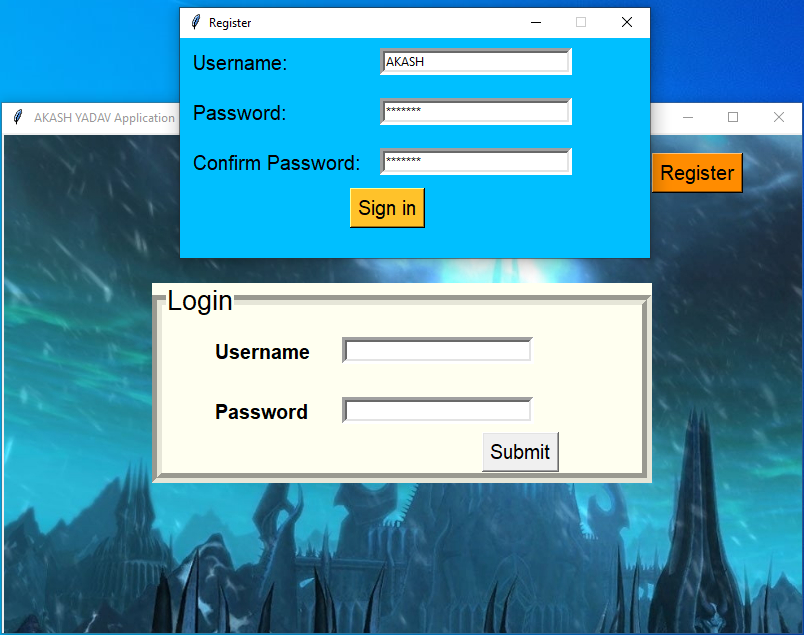 Register
Username: AKASH
Password: *******
Confirm Password: *******
Sign in
AKASH YADAV Application
Register
Login
Username
Password
Submit